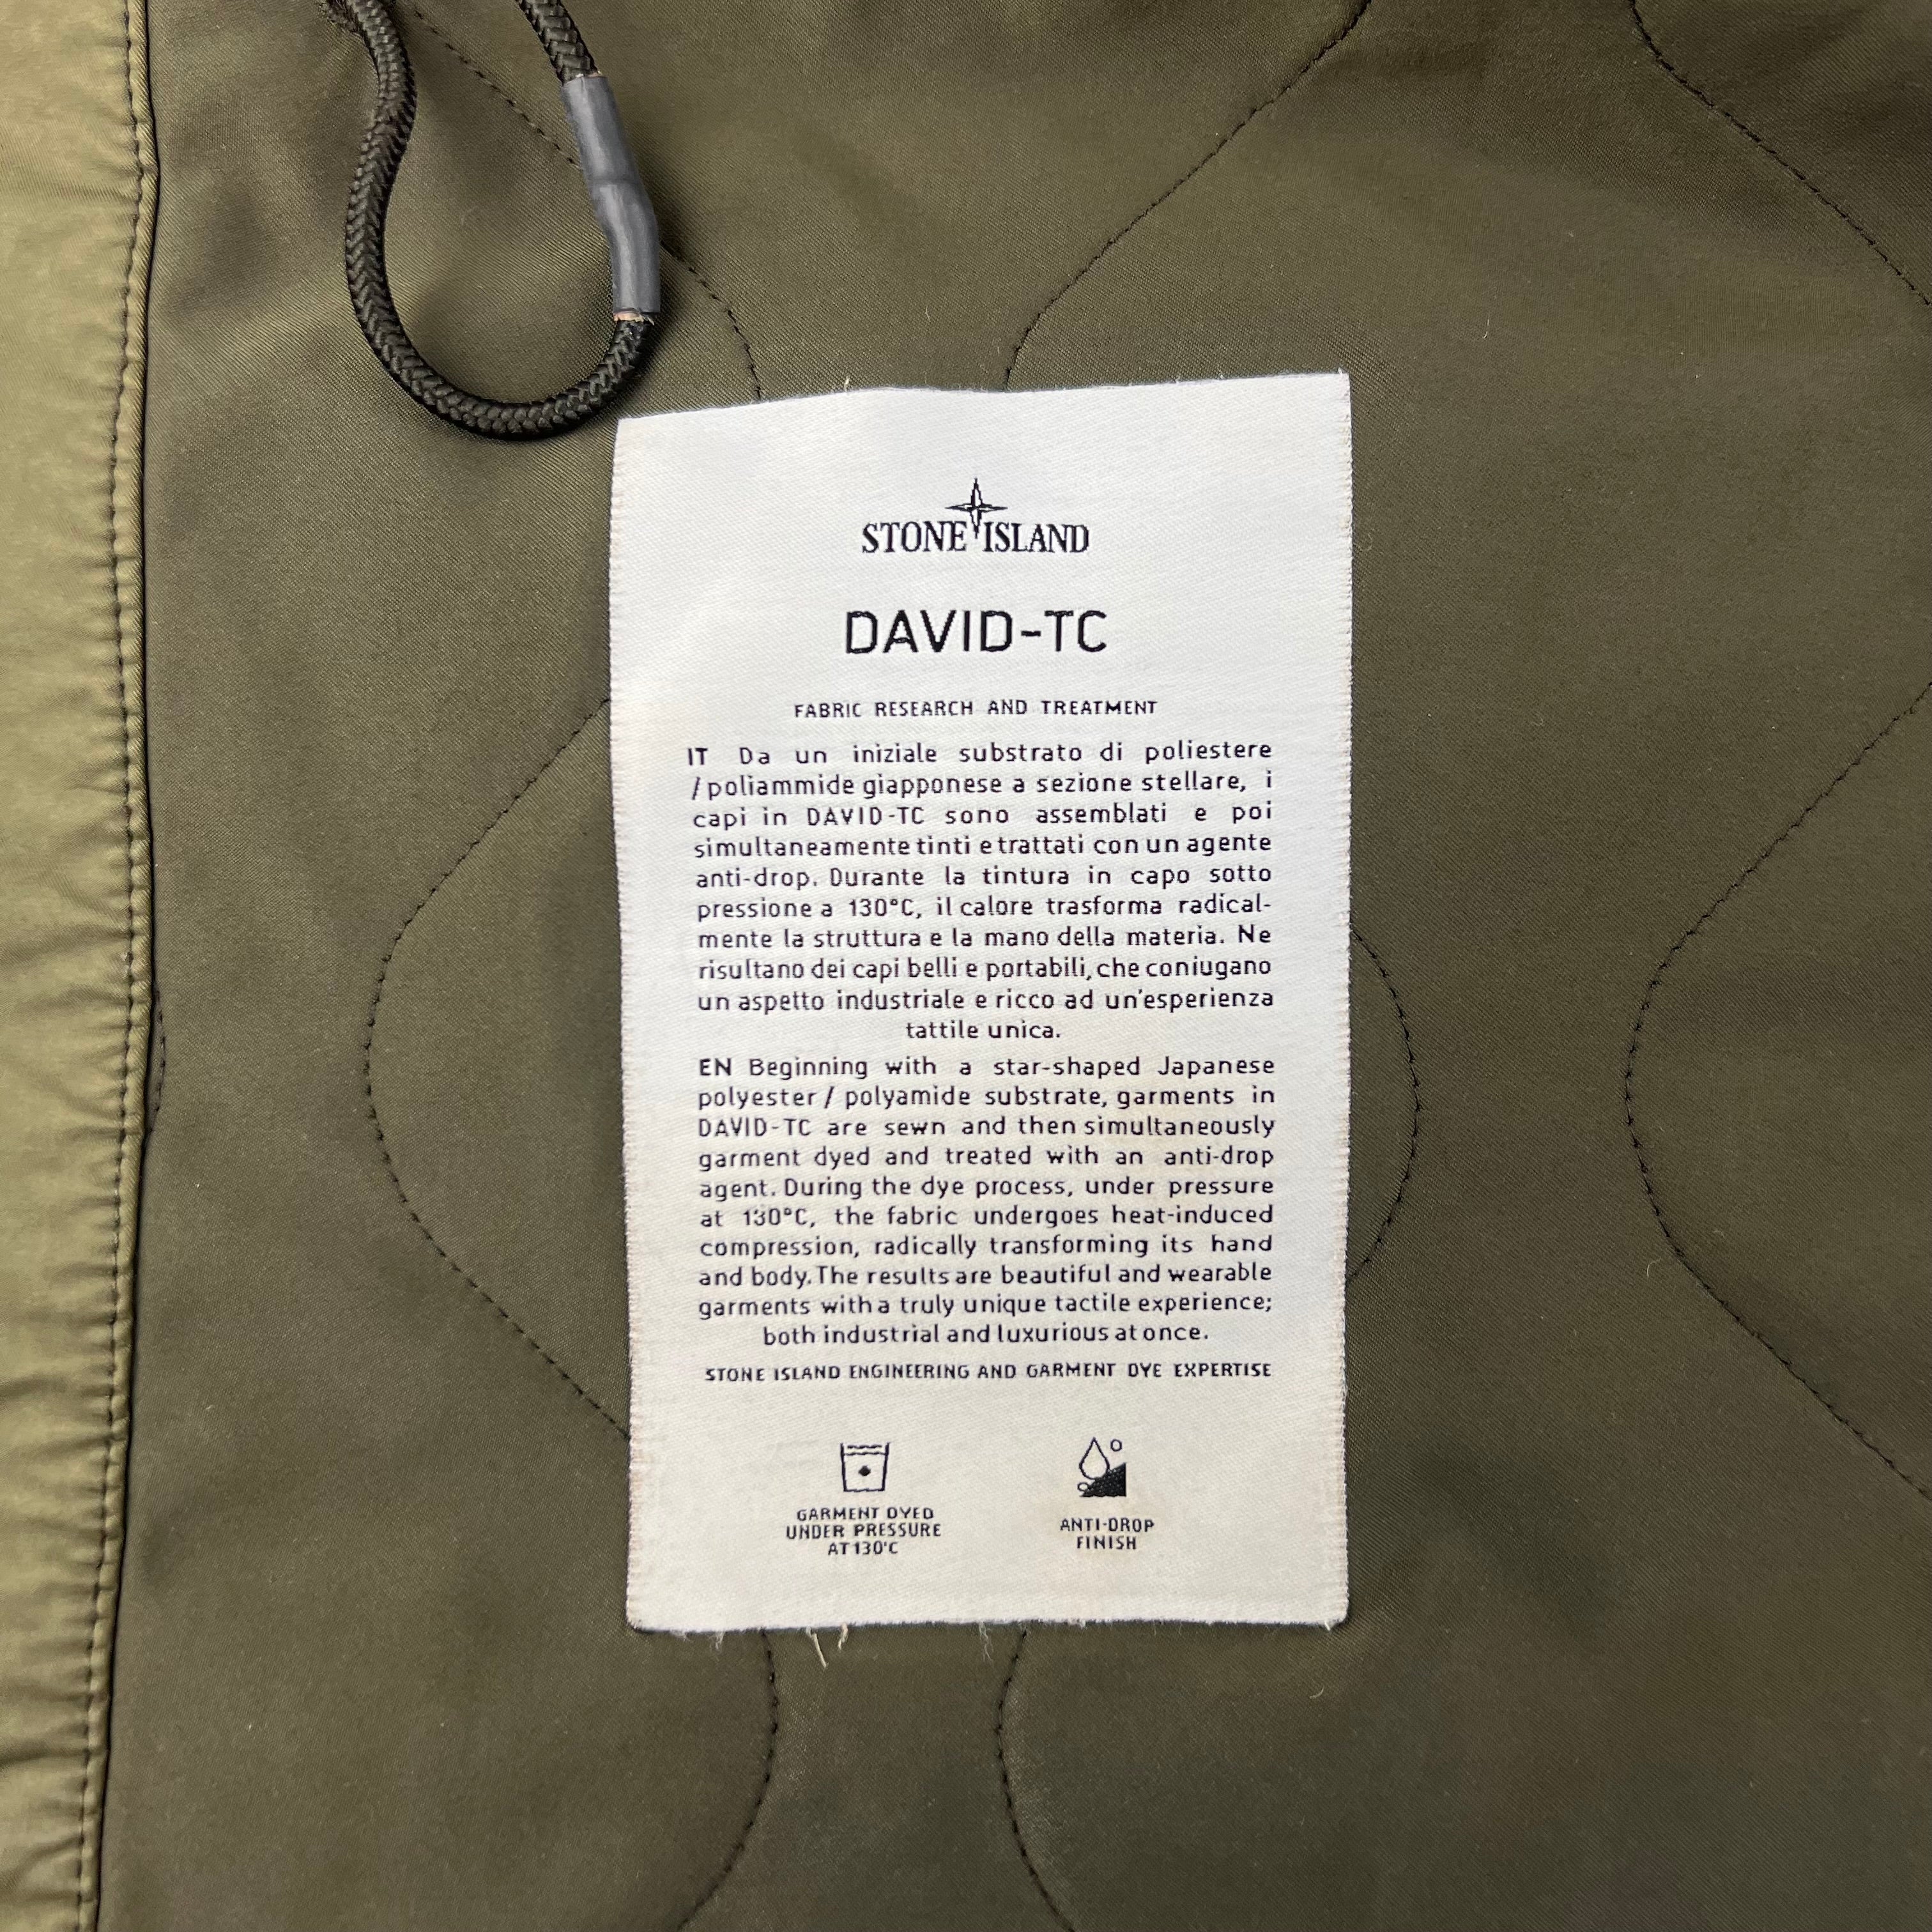 STONE ISLAND
DAVID-TC
FABRIC RESEARCH AND TREATMENT
IT Da un iniziale substrato di poliestere
/poliammide giapponese a sezione stellare, i
capi in DAVID-TC sono assemblati e poi
simultaneamente tinti e trattati con un agente
anti-drop. Durante la tintura in capo sotto
pressione a 130°C, il calore trasforma radical-
mente la struttura e la mano della materia. Ne
risultano dei capi belli e portabili, che coniugano
un aspetto industriale e ricco ad un'esperienza
tattile unica.
EN Beginning with a star-shaped Japanese
polyester / polyamide substrate, garments in
DAVID-TC are sewn and then simultaneously
garment dyed and treated with an anti-drop
agent. During the dye process, under pressure
at 130°C, the fabric undergoes heat-induced
compression, radically transforming its hand
and body. The results are beautiful and wearable
garments with a truly unique tactile experience;
both industrial and luxurious at once.
STONE ISLAND ENGINEERING AND GARMENT DYE EXPERTISE
GARMENT DYED
UNDER PRESSURE
AT 130°C
ANTI-DROP
FINISH